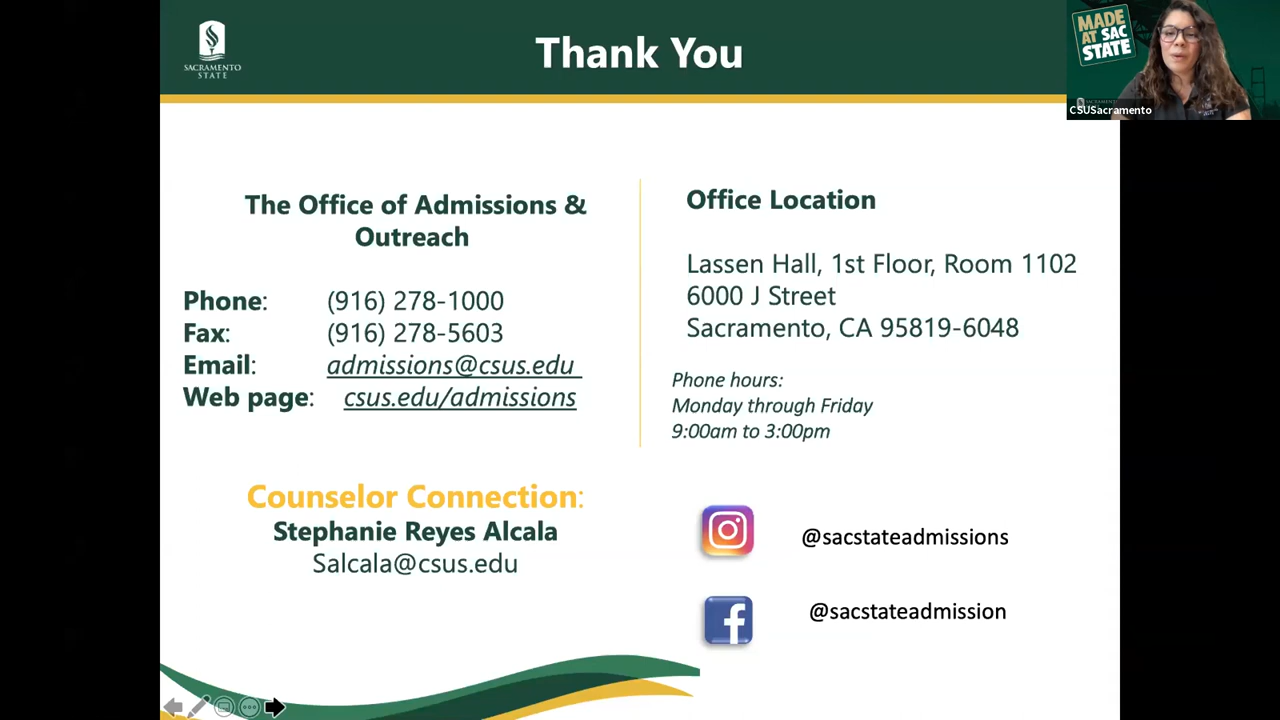 SACRAMENTO
STATE
Thank You
MADE
AT SAC
STATE
CSUSacramento
The Office of Admissions &
Outreach
Phone: (916) 278-1000
Fax: (916) 278-5603
Email: admissions@csus.edu
Web page: csus.edu/admissions
Office Location
Lassen Hall, 1st Floor, Room 1102
6000 J Street
Sacramento, CA 95819-6048
Phone hours:
Monday through Friday
9:00am to 3:00pm
Counselor Connection:
Stephanie Reyes Alcala
Salcala@csus.edu
@sacstateadmissions
@sacstateadmission